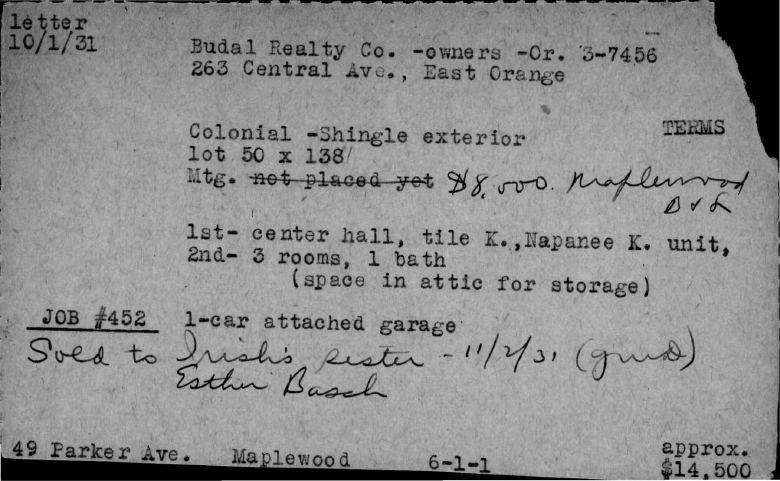 letter
10/1/31
Budal Realty Co. -owners -Or. 3-7456
263 Central Ave., East Orange
Colonial -Shingle exterior TERMS
lot 50 x 138/
Mtg. not placed yet $8,000. Maplewood
B & L
1st- center hall, tile K.,Napanee K. unit,
2nd- 3 rooms, 1 bath
(space in attic for storage)
JOB #452 1-car attached garage
Sold to Irish's sister - 11/2/31
Esther Basch
49 Parker Ave. Maplewood 6-1-1 approx.
$14,500